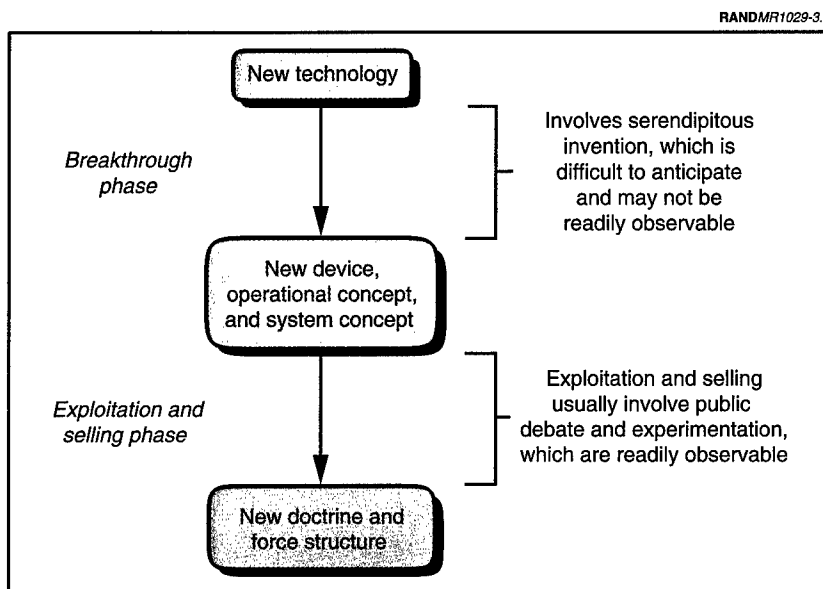 RANDMR1029-3.
New technology
Breakthrough
phase
Involves serendipitous
invention, which is
difficult to anticipate
and may not be
readily observable
New device,
operational concept,
and system concept
Exploitation and
selling phase
Exploitation and selling
usually involve public
debate and experimentation,
which are readily observable
New doctrine and
force structure